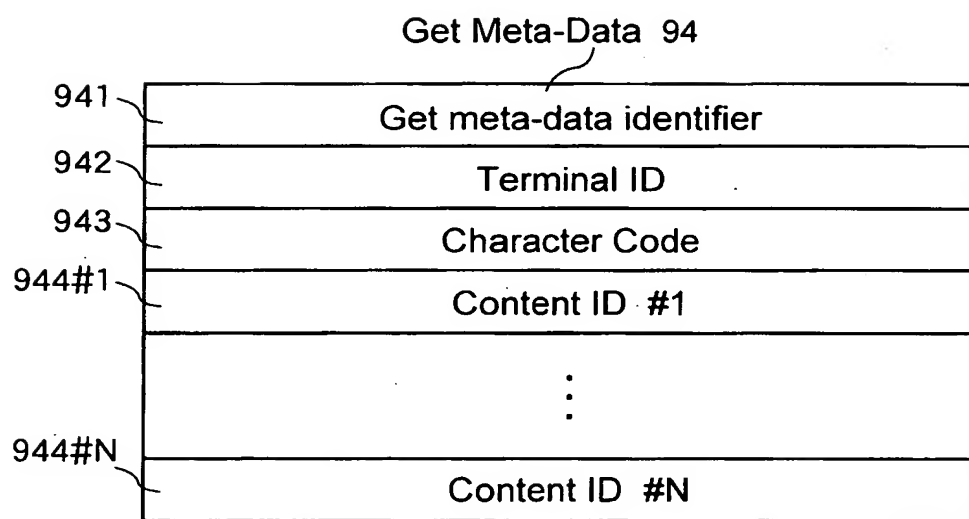 Get Meta-Data 94
941 Get meta-data identifier
942 Terminal ID
943 Character Code
944#1 Content ID #1
⋮
944#N Content ID #N